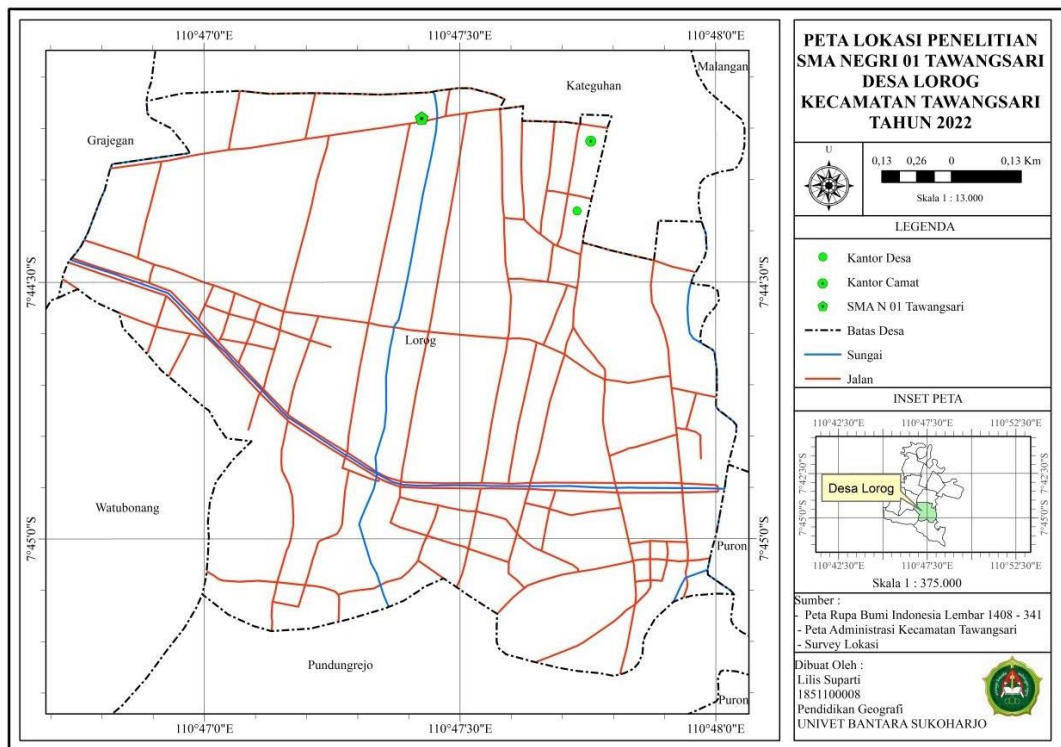 110°47'0"E 110°47'30"E 110°48'0"E
Malangan
Kateguhan
Grajegan
7°44'30"S 7°44'30"S
Lorog
Watubonang
7°45'0"S 7°45'0"S
Puron
Pundungrejo
Puron
110°47'0"E 110°47'30"E 110°48'0"E
PETA LOKASI PENELITIAN
SMA NEGRI 01 TAWANGSARI
DESA LOROG
KECAMATAN TAWANGSARI
TAHUN 2022
U
0,13 0,26 0 0,13 Km
Skala 1 : 13.000
LEGENDA
Kantor Desa
Kantor Camat
SMA N 01 Tawangsari
Batas Desa
Sungai
Jalan
INSET PETA
110°42'30"E 110°47'30"E 110°52'30"E
7°42'30"S 7°42'30"S
Desa Lorog
7°45'0"S 7°45'0"S
110°42'30"E 110°47'30"E 110°52'30"E
Skala 1 : 375.000
Sumber :
- Peta Rupa Bumi Indonesia Lembar 1408 - 341
- Peta Administrasi Kecamatan Tawangsari
- Survey Lokasi
Dibuat Oleh :
Lilis Suparti
1851100008
Pendidikan Geografi
UNIVET BANTARA SUKOHARJO